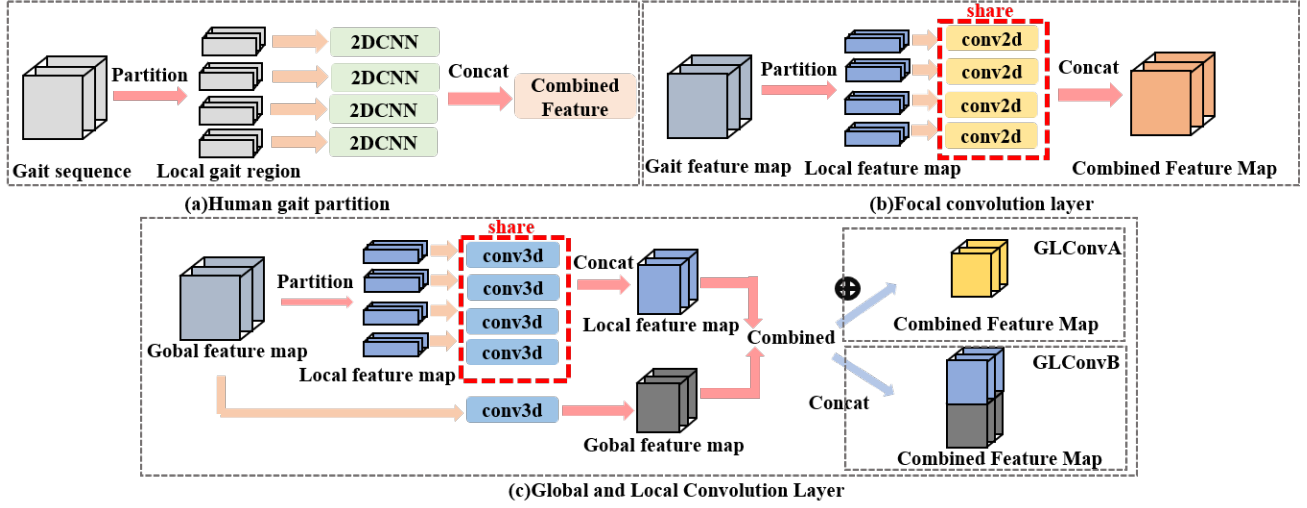 2DCNN
2DCNN
2DCNN
2DCNN
Partition
Concat
Combined
Feature
Gait sequence
Local gait region
(a)Human gait partition
share
conv2d
conv2d
conv2d
conv2d
Partition
Concat
Gait feature map
Local feature map
Combined Feature Map
(b)Focal convolution layer
share
conv3d
conv3d
conv3d
conv3d
Partition
Concat
Gobal feature map
Local feature map
Local feature map
conv3d
Gobal feature map
Combined
⊕
GLConvA
Combined Feature Map
Concat
GLConvB
Combined Feature Map
(c)Global and Local Convolution Layer